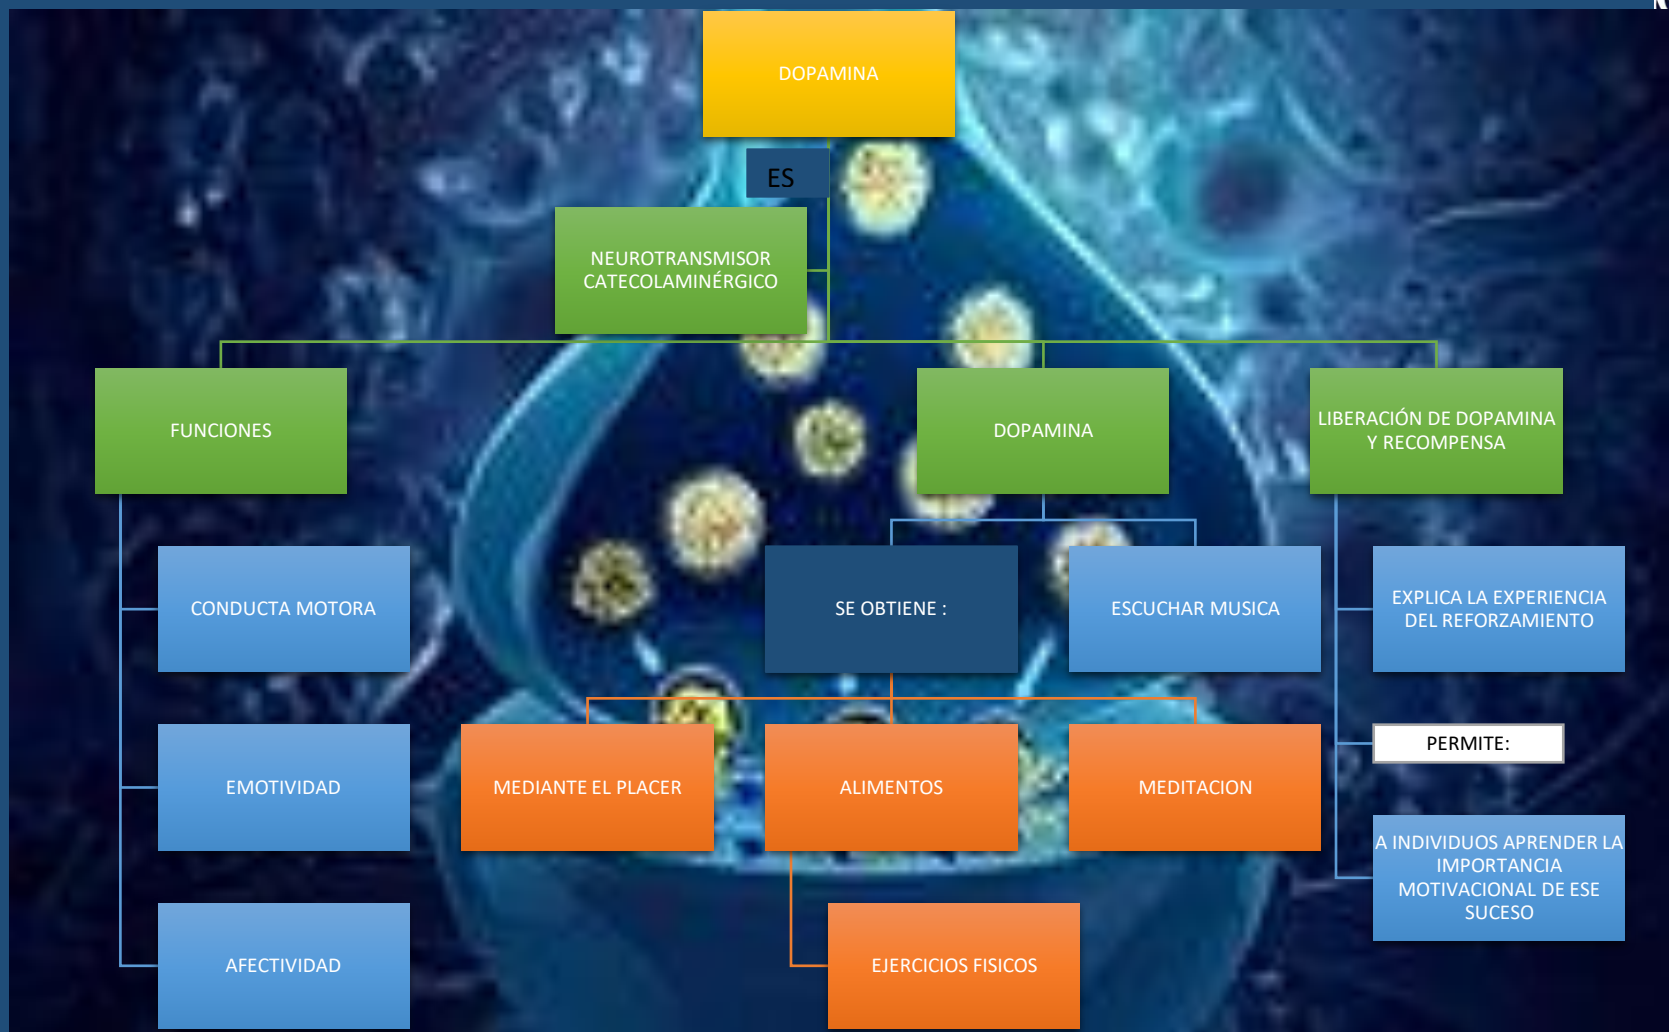 DOPAMINA
ES
NEUROTRANSMISOR
CATECOLAMINÉRGICO
FUNCIONES
DOPAMINA
LIBERACIÓN DE DOPAMINA
Y RECOMPENSA
CONDUCTA MOTORA
SE OBTIENE :
ESCUCHAR MUSICA
EXPLICA LA EXPERIENCIA
DEL REFORZAMIENTO
EMOTIVIDAD
MEDIANTE EL PLACER
ALIMENTOS
MEDITACION
PERMITE:
A INDIVIDUOS APRENDER LA
IMPORTANCIA
MOTIVACIONAL DE ESE
SUCESO
AFECTIVIDAD
EJERCICIOS FISICOS